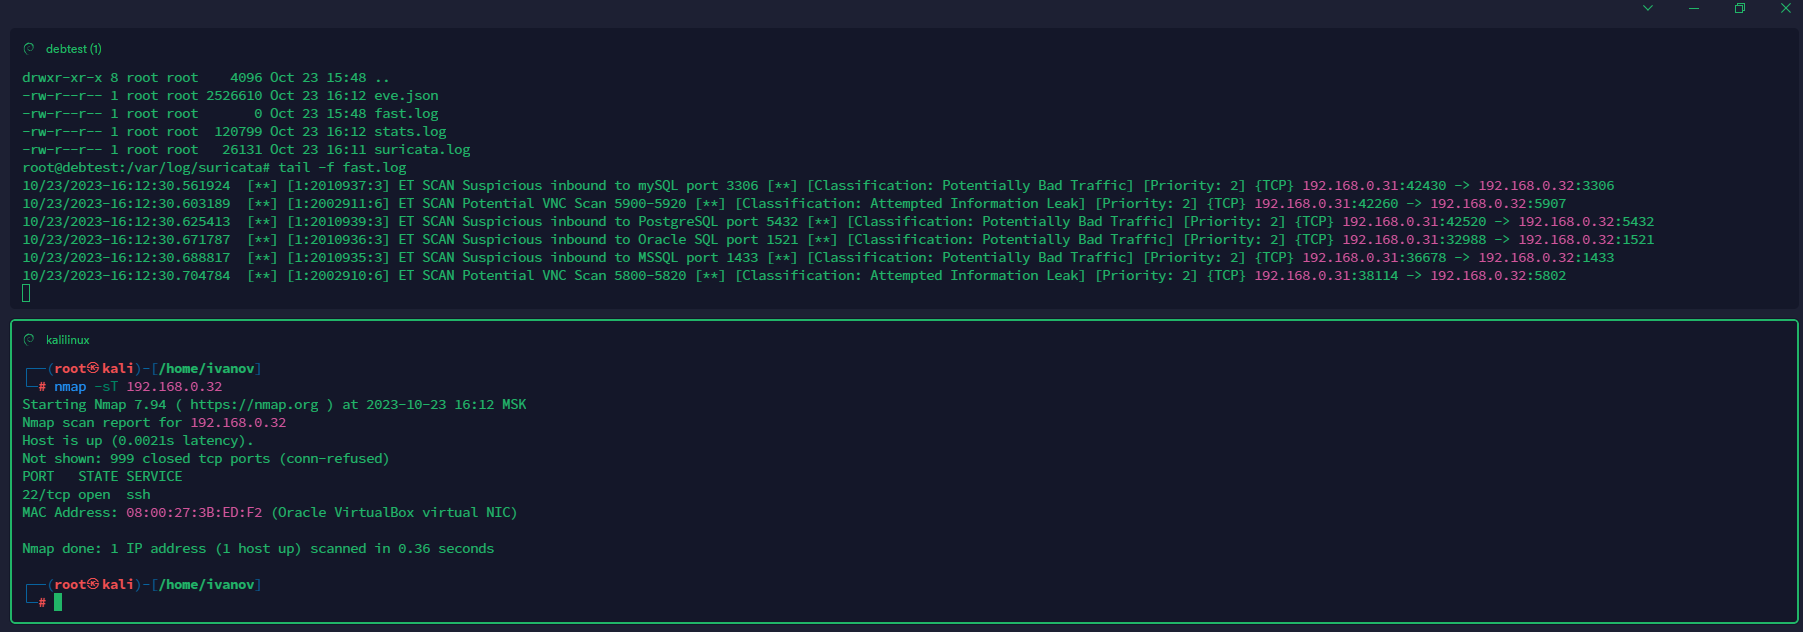 debtest (1)
drwxr-xr-x 8 root root    4096 Oct 23 15:48 ..
-rw-r--r-- 1 root root 2526610 Oct 23 16:12 eve.json
-rw-r--r-- 1 root root       0 Oct 23 15:48 fast.log
-rw-r--r-- 1 root root  120799 Oct 23 16:12 stats.log
-rw-r--r-- 1 root root   26131 Oct 23 16:11 suricata.log
root@debtest:/var/log/suricata# tail -f fast.log
10/23/2023-16:12:30.561924  [**] [1:2010937:3] ET SCAN Suspicious inbound to mySQL port 3306 [**] [Classification: Potentially Bad Traffic] [Priority: 2] {TCP} 192.168.0.31:42430 -> 192.168.0.32:3306
10/23/2023-16:12:30.603189  [**] [1:2002911:6] ET SCAN Potential VNC Scan 5900-5920 [**] [Classification: Attempted Information Leak] [Priority: 2] {TCP} 192.168.0.31:42260 -> 192.168.0.32:5907
10/23/2023-16:12:30.625413  [**] [1:2010939:3] ET SCAN Suspicious inbound to PostgreSQL port 5432 [**] [Classification: Potentially Bad Traffic] [Priority: 2] {TCP} 192.168.0.31:42520 -> 192.168.0.32:5432
10/23/2023-16:12:30.671787  [**] [1:2010936:3] ET SCAN Suspicious inbound to Oracle SQL port 1521 [**] [Classification: Potentially Bad Traffic] [Priority: 2] {TCP} 192.168.0.31:32988 -> 192.168.0.32:1521
10/23/2023-16:12:30.688817  [**] [1:2010935:3] ET SCAN Suspicious inbound to MSSQL port 1433 [**] [Classification: Potentially Bad Traffic] [Priority: 2] {TCP} 192.168.0.31:36678 -> 192.168.0.32:1433
10/23/2023-16:12:30.704784  [**] [1:2002910:6] ET SCAN Potential VNC Scan 5800-5820 [**] [Classification: Attempted Information Leak] [Priority: 2] {TCP} 192.168.0.31:38114 -> 192.168.0.32:5802
kalilinux
┌──(root㉿kali)-[/home/ivanov]
└─# nmap -sT 192.168.0.32
Starting Nmap 7.94 ( https://nmap.org ) at 2023-10-23 16:12 MSK
Nmap scan report for 192.168.0.32
Host is up (0.0021s latency).
Not shown: 999 closed tcp ports (conn-refused)
PORT   STATE SERVICE
22/tcp open  ssh
MAC Address: 08:00:27:3B:ED:F2 (Oracle VirtualBox virtual NIC)
Nmap done: 1 IP address (1 host up) scanned in 0.36 seconds
┌──(root㉿kali)-[/home/ivanov]
└─#